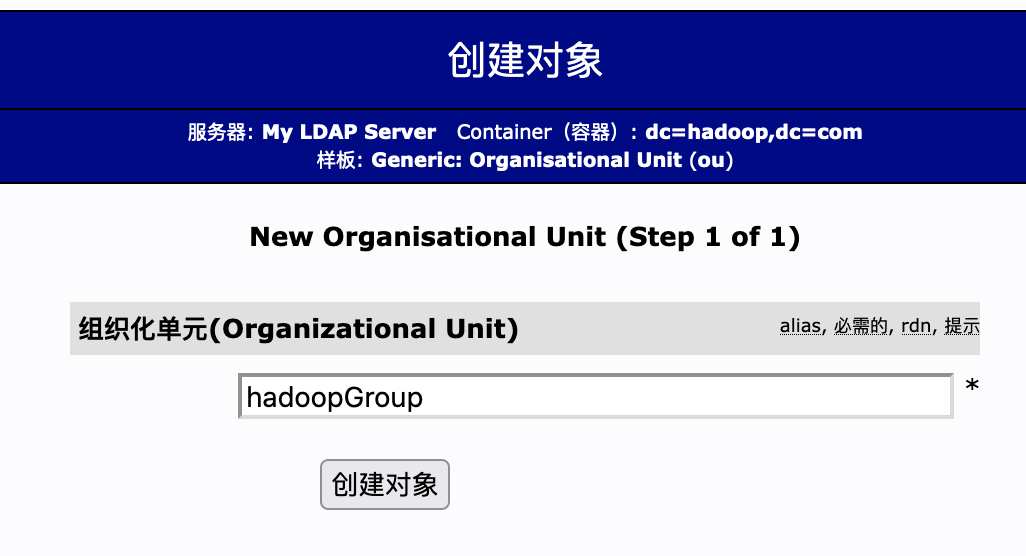 创建对象
服务器: My LDAP Server Container（容器）: dc=hadoop,dc=com
样板: Generic: Organisational Unit (ou)
New Organisational Unit (Step 1 of 1)
组织化单元(Organizational Unit) alias, 必需的, rdn, 提示
hadoopGroup *
创建对象